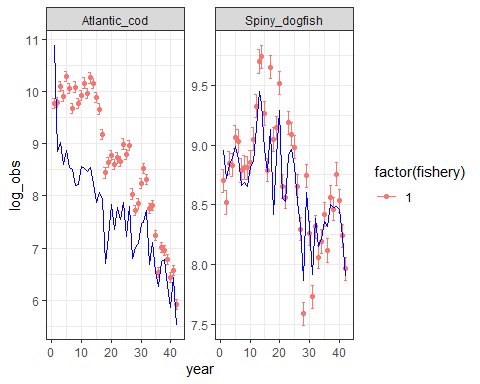 Atlantic_cod
Spiny_dogfish
log_obs
11
10
9
8
7
6
9.5
9.0
8.5
8.0
7.5
0 10 20 30 40
0 10 20 30 40
year
factor(fishery)
1